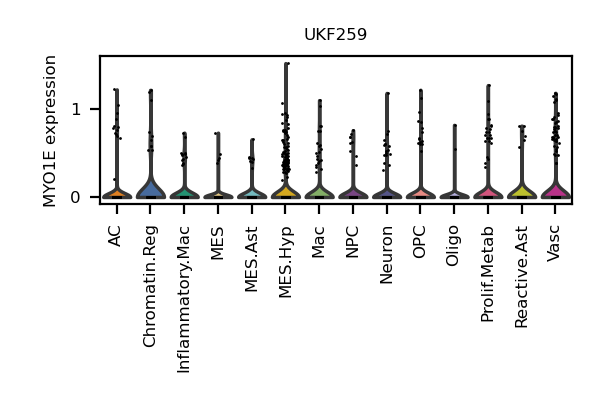 UKF259
MYO1E expression
1
0
AC
Chromatin.Reg
Inflammatory.Mac
MES
MES.Ast
MES.Hyp
Mac
NPC
Neuron
OPC
Oligo
Prolif.Metab
Reactive.Ast
Vasc